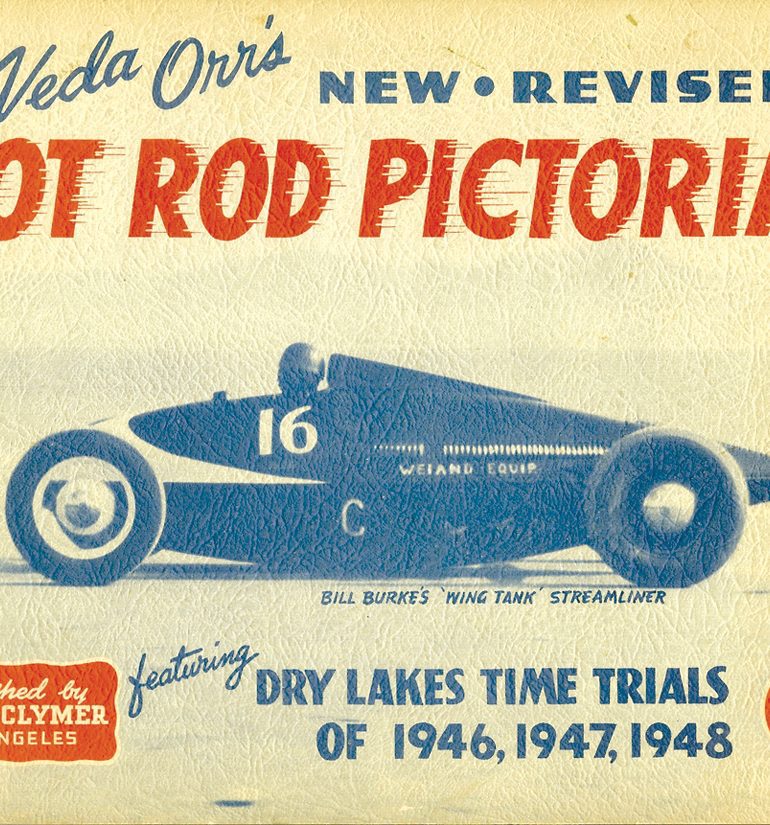 Veda Orr's
NEW • REVISE
OT ROD PICTORIA
16
WEIAND EQUIP.
C
BILL BURKE'S 'WING TANK' STREAMLINER
hed by
CLYMER
NGELES
featuring
DRY LAKES TIME TRIALS
OF 1946, 1947, 1948